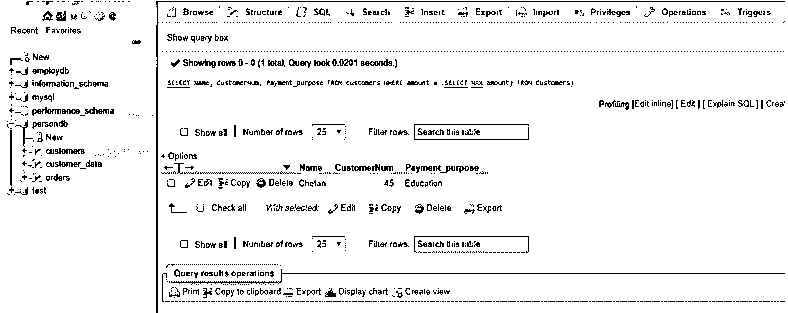 Browse Structure SQL Search Insert Export Import Privileges Operations Triggers
Recent Favorites
New
employdb
information_schema
mysql
performance_schema
persondb
New
customers
customer_data
orders
test
Show query box
Showing rows 0 - 0 (1 total, Query took 0.0201 seconds.)
SELECT Name, CustomerNum, Payment_purpose FROM customers WHERE amount = (SELECT MAX amount) FROM customers)
Profiling [Edit inline] [ Edit ] [ Explain SQL ] [ Crea
Show all Number of rows 25 Filter rows. Search this table
+ Options
←T→ Name CustomerNum Payment_purpose
Edit Copy Delete Chetan 45 Education
Check all With selected: Edit Copy Delete Export
Show all Number of rows 25 Filter rows. Search this table
Query results operations
Print Copy to clipboard Export Display chart Create view